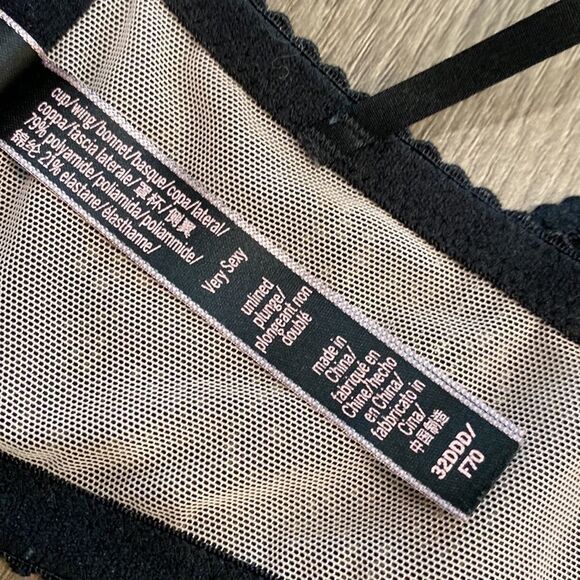 cup/wing/bonnet/basque/copa/lateral/
coppa/fascia laterale/罩杯/側翼
79% polyamide/poliamida/poliammide/
锦纶 21% elastane/élasthanne/
Very Sexy
unlined
plunge/
plongeant non
doublé
made in
China/
fabriqué en
Chine/hecho
en China/
fabbricato in
Cina/
中国制造
32DDD/
F70